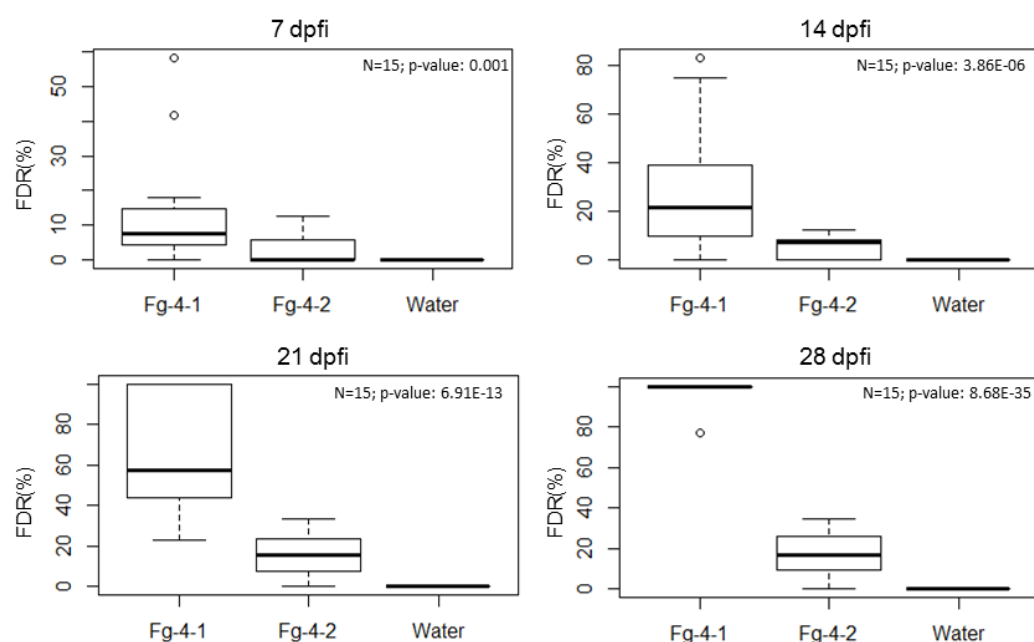 7 dpfi
N=15; p-value: 0.001
FDR(%)
50
30
10
0
Fg-4-1 Fg-4-2 Water
14 dpfi
N=15; p-value: 3.86E-06
FDR(%)
80
60
40
20
0
Fg-4-1 Fg-4-2 Water
21 dpfi
N=15; p-value: 6.91E-13
FDR(%)
80
60
40
20
0
Fg-4-1 Fg-4-2 Water
28 dpfi
N=15; p-value: 8.68E-35
FDR(%)
80
60
40
20
0
Fg-4-1 Fg-4-2 Water